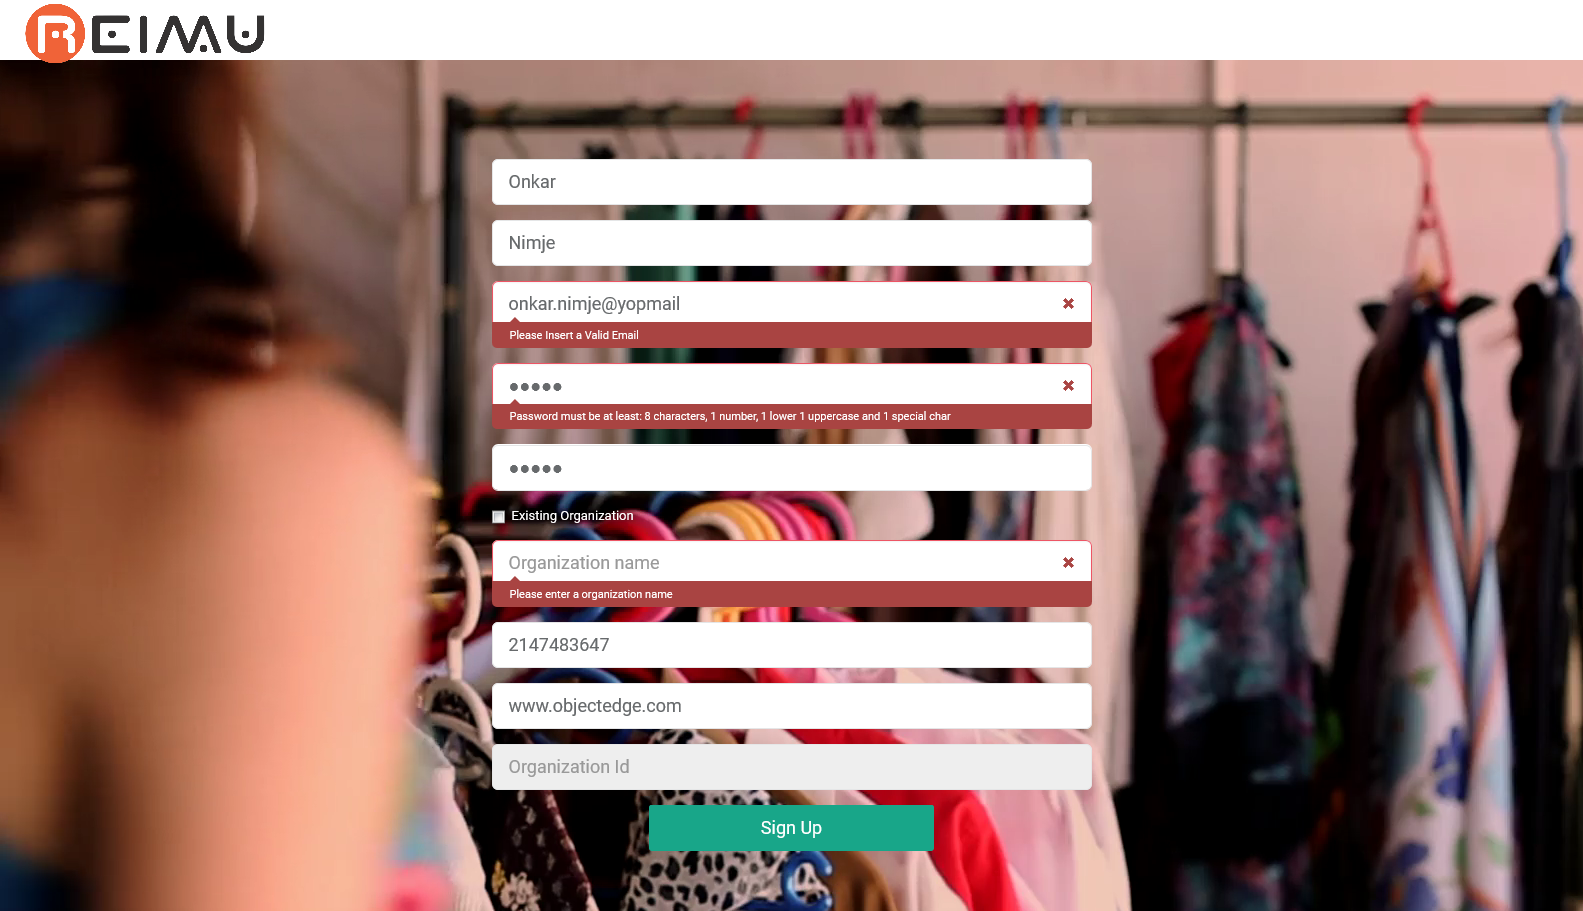 REIMU
Onkar
Nimje
onkar.nimje@yopmail
Please Insert a Valid Email
●●●●●
Password must be at least: 8 characters, 1 number, 1 lower 1 uppercase and 1 special char
●●●●●
Existing Organization
Organization name
Please enter a organization name
2147483647
www.objectedge.com
Organization Id
Sign Up